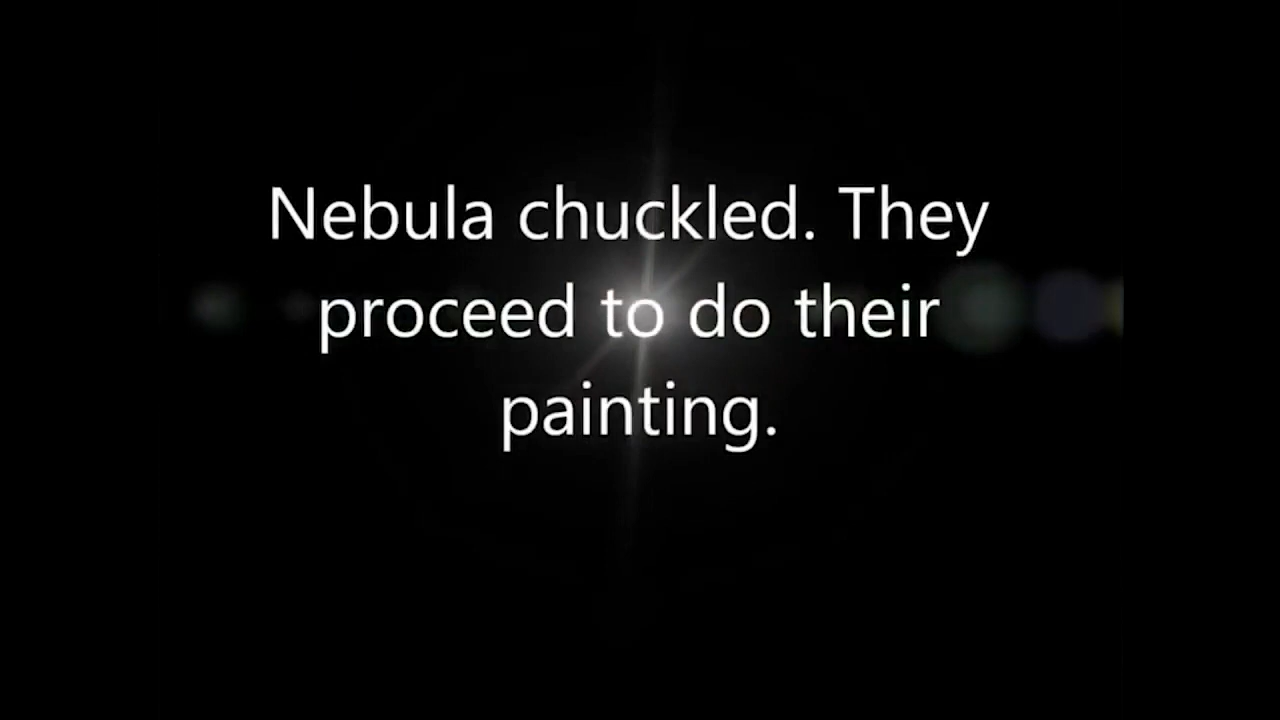 Nebula chuckled. They
proceed to do their
painting.